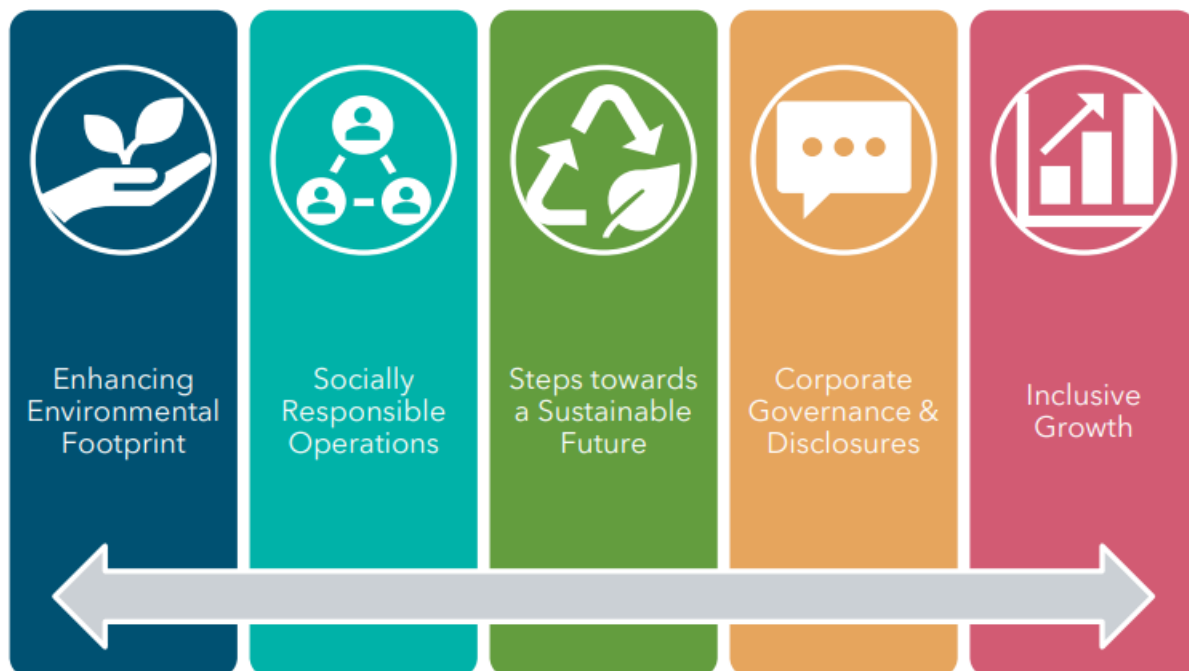 Enhancing
Environmental
Footprint
Socially
Responsible
Operations
Steps towards
a Sustainable
Future
Corporate
Governance &
Disclosures
Inclusive
Growth